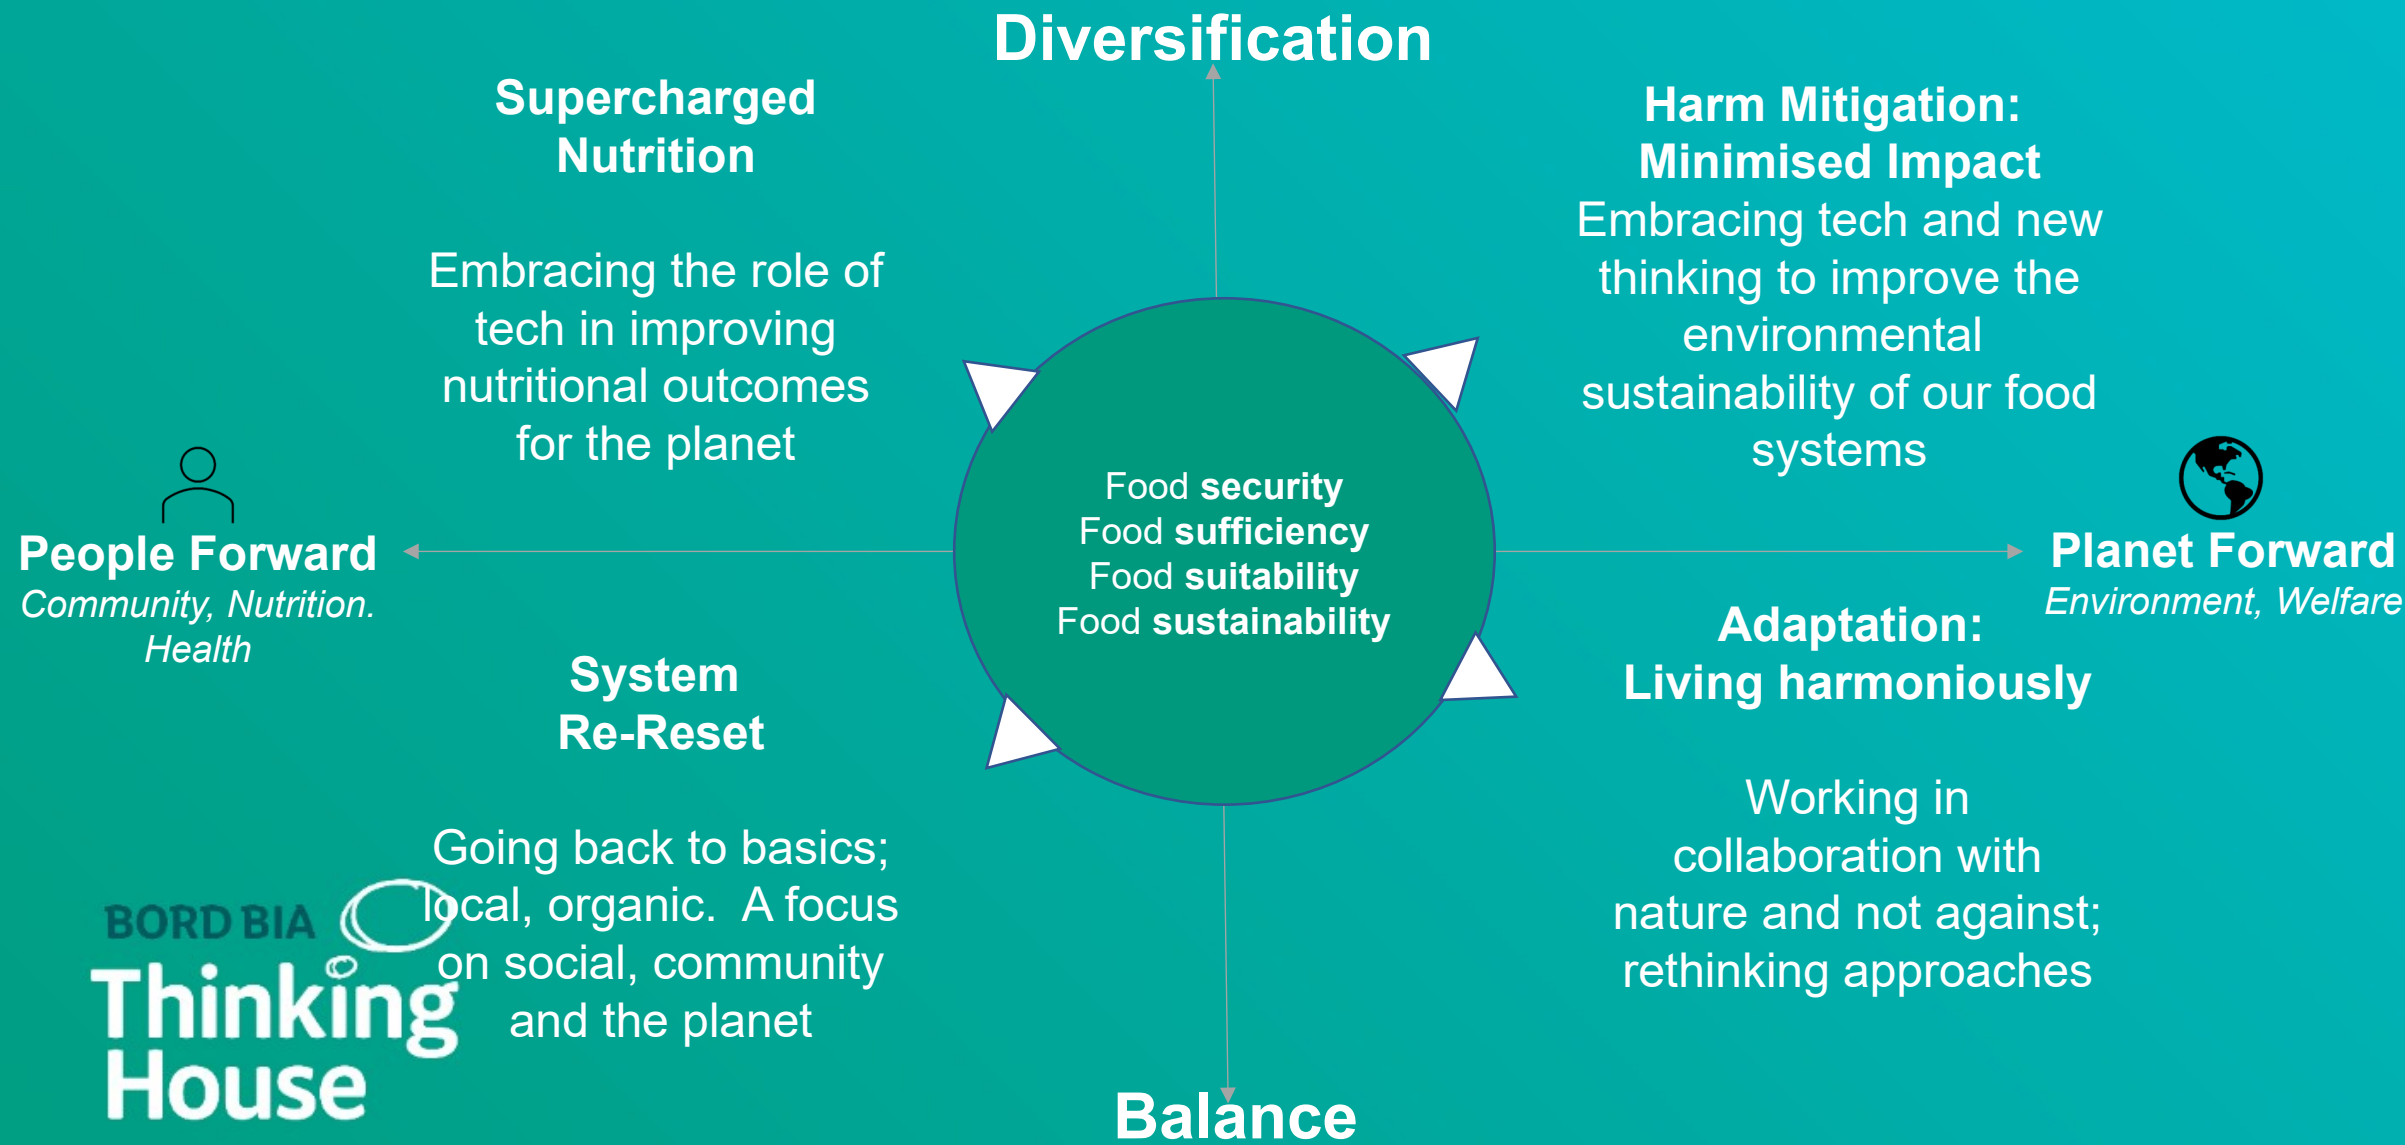 Diversification
Supercharged
Nutrition
Embracing the role of
tech in improving
nutritional outcomes
for the planet
Harm Mitigation:
Minimised Impact
Embracing tech and new
thinking to improve the
environmental
sustainability of our food
systems
People Forward
Community, Nutrition.
Health
Food security
Food sufficiency
Food suitability
Food sustainability
Planet Forward
Environment, Welfare
System
Re-Reset
Going back to basics;
local, organic.  A focus
on social, community
and the planet
Adaptation:
Living harmoniously
Working in
collaboration with
nature and not against;
rethinking approaches
BORD BIA
Thinking
House
Balance